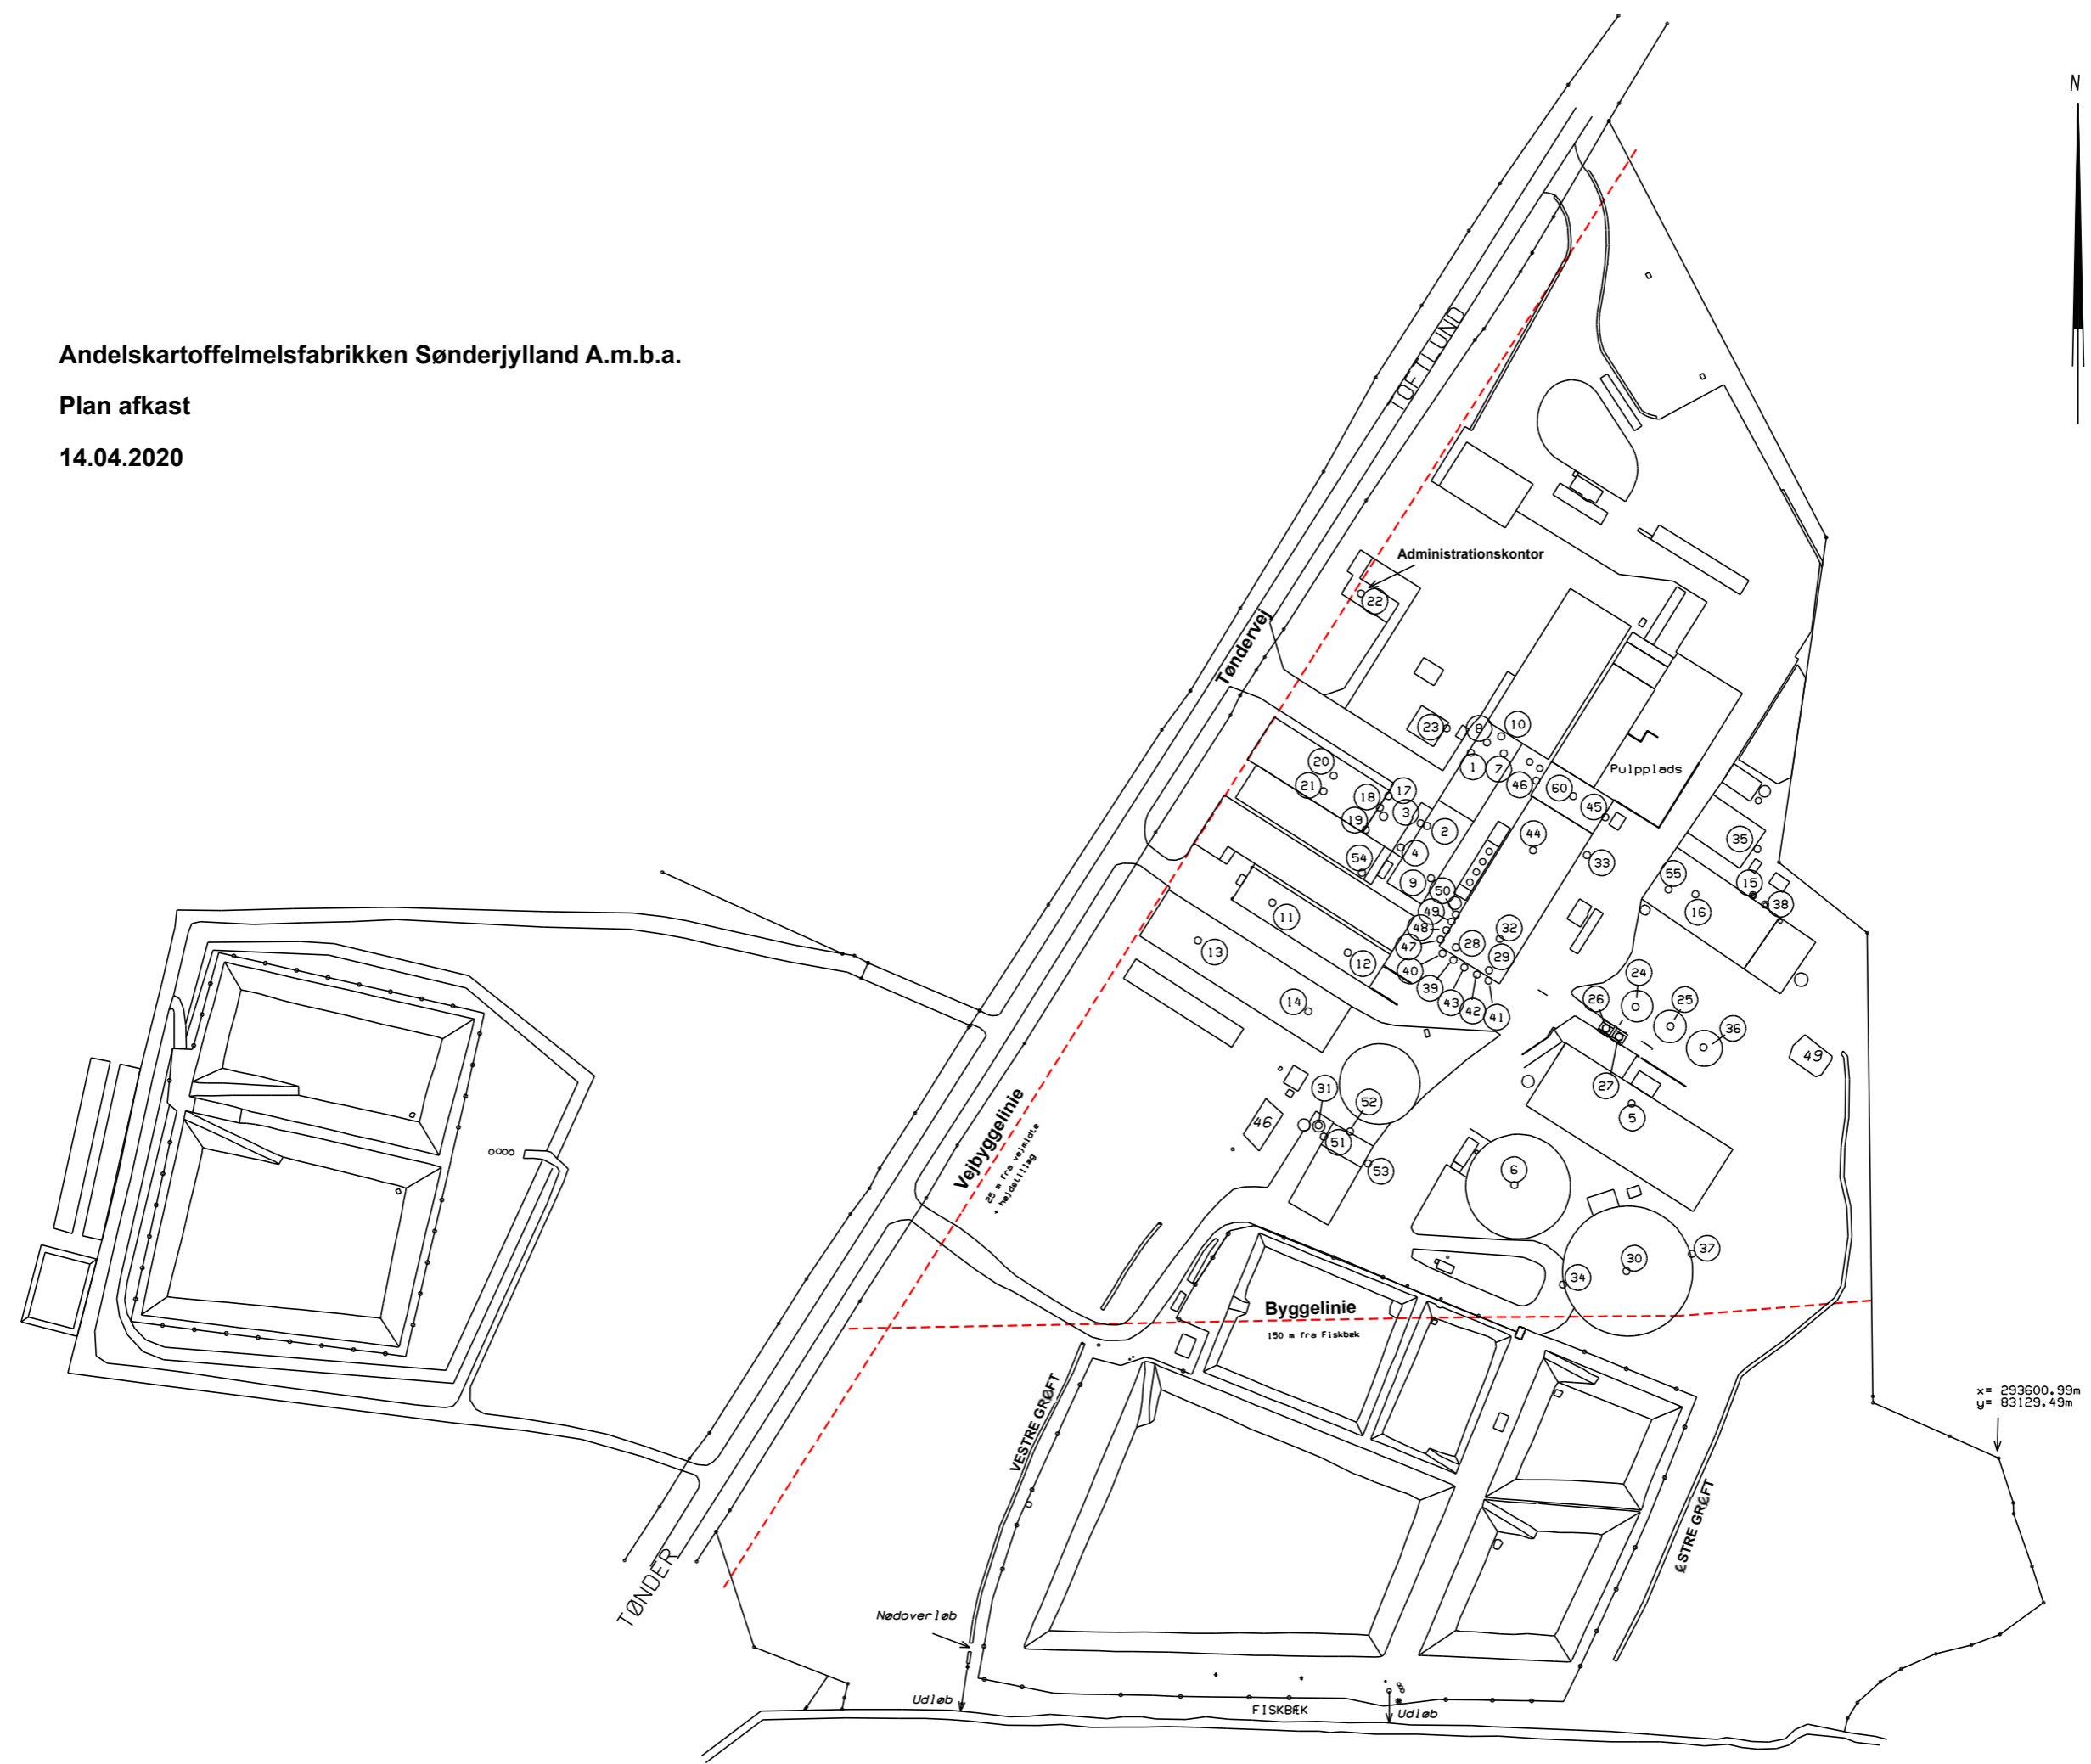 N
Andelskartoffelmelsfabrikken Sønderjylland A.m.b.a.
Plan afkast
14.04.2020
TOFTLUND
Administrationskontor
22
Tøndervej
23
8
10
1
7
46
60
45
Pulpplads
20
21
18
17
19
3
2
4
54
9
50
49
48
47
40
39
43
42
41
28
29
32
44
33
35
55
16
15
38
11
12
13
14
24
25
26
36
27
49
5
31
52
51
53
46
6
30
37
34
Vejbyggelinie
25 m fra vejmidte
+ højdetillæg
Byggelinie
150 m fra Fiskbæk
VESTRE GRØFT
ØSTRE GRØFT
x= 293600.99m
y= 83129.49m
TØNDER
Nødoverløb
Udløb
FISKBÆK
Udløb